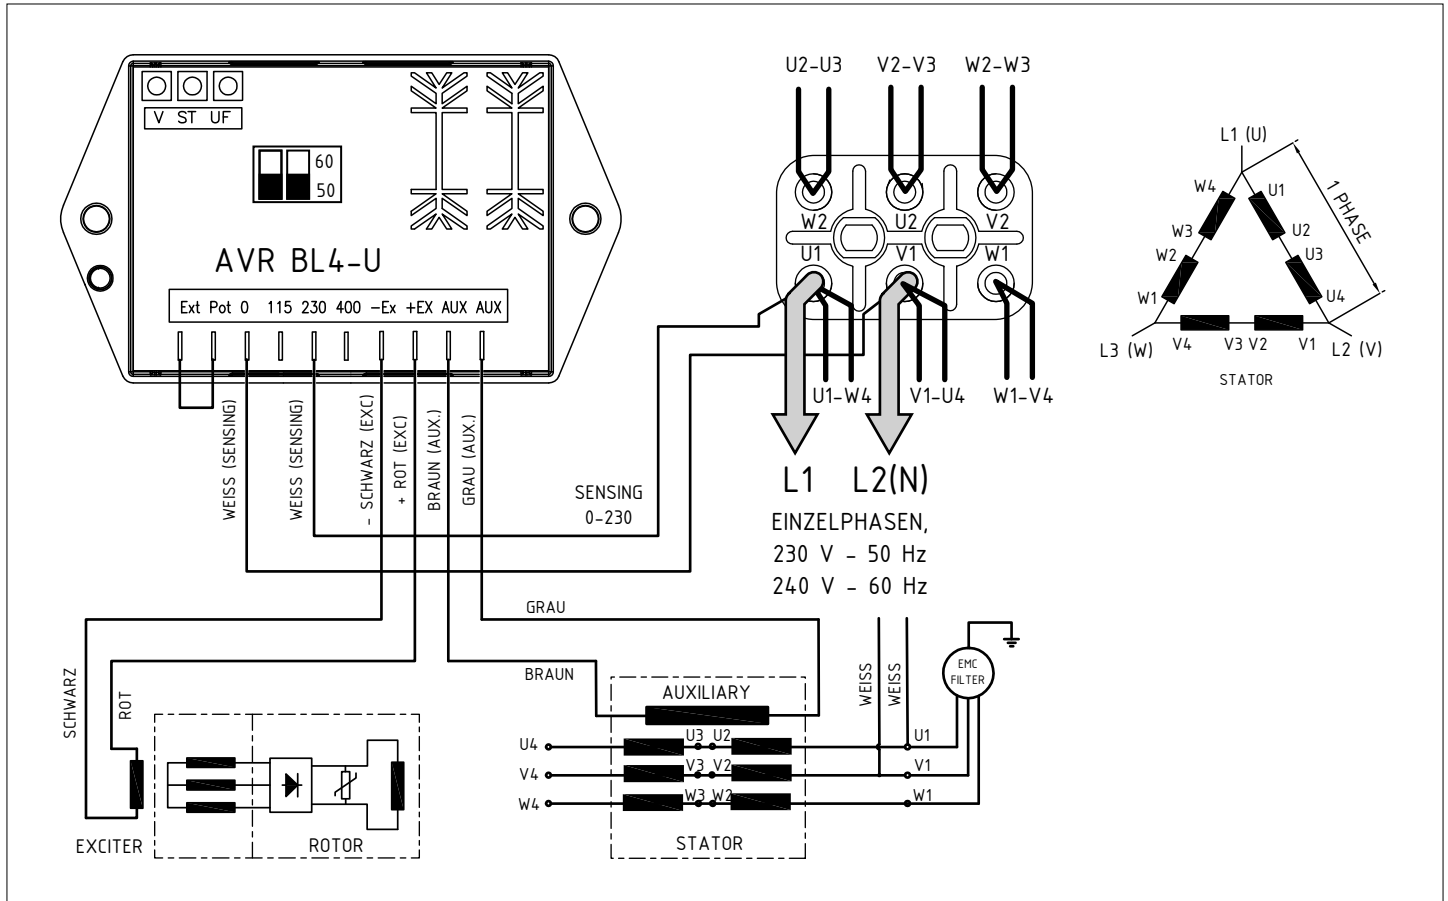 V ST UF
60
50
AVR BL4-U
Ext Pot 0 115 230 400 -Ex +EX AUX AUX
WEISS (SENSING)
WEISS (SENSING)
- SCHWARZ (EXC)
+ ROT (EXC)
BRAUN (AUX.)
GRAU (AUX.)
SENSING
0-230
U2-U3 V2-V3 W2-W3
W2 U2 V2
U1 V1 W1
U1-W4 V1-U4 W1-V4
L1 L2(N)
EINZELPHASEN,
230 V - 50 Hz
240 V - 60 Hz
L1 (U)
1 PHASE
W4 U1
W3 U2
W2 U3
W1 U4
L3 (W) V4 V3 V2 V1 L2 (V)
STATOR
GRAU
BRAUN
SCHWARZ
ROT
WEISS
WEISS
EMC
FILTER
AUXILIARY
U4 U3 U2 U1
V4 V3 V2 V1
W4 W3 W2 W1
STATOR
EXCITER
ROTOR